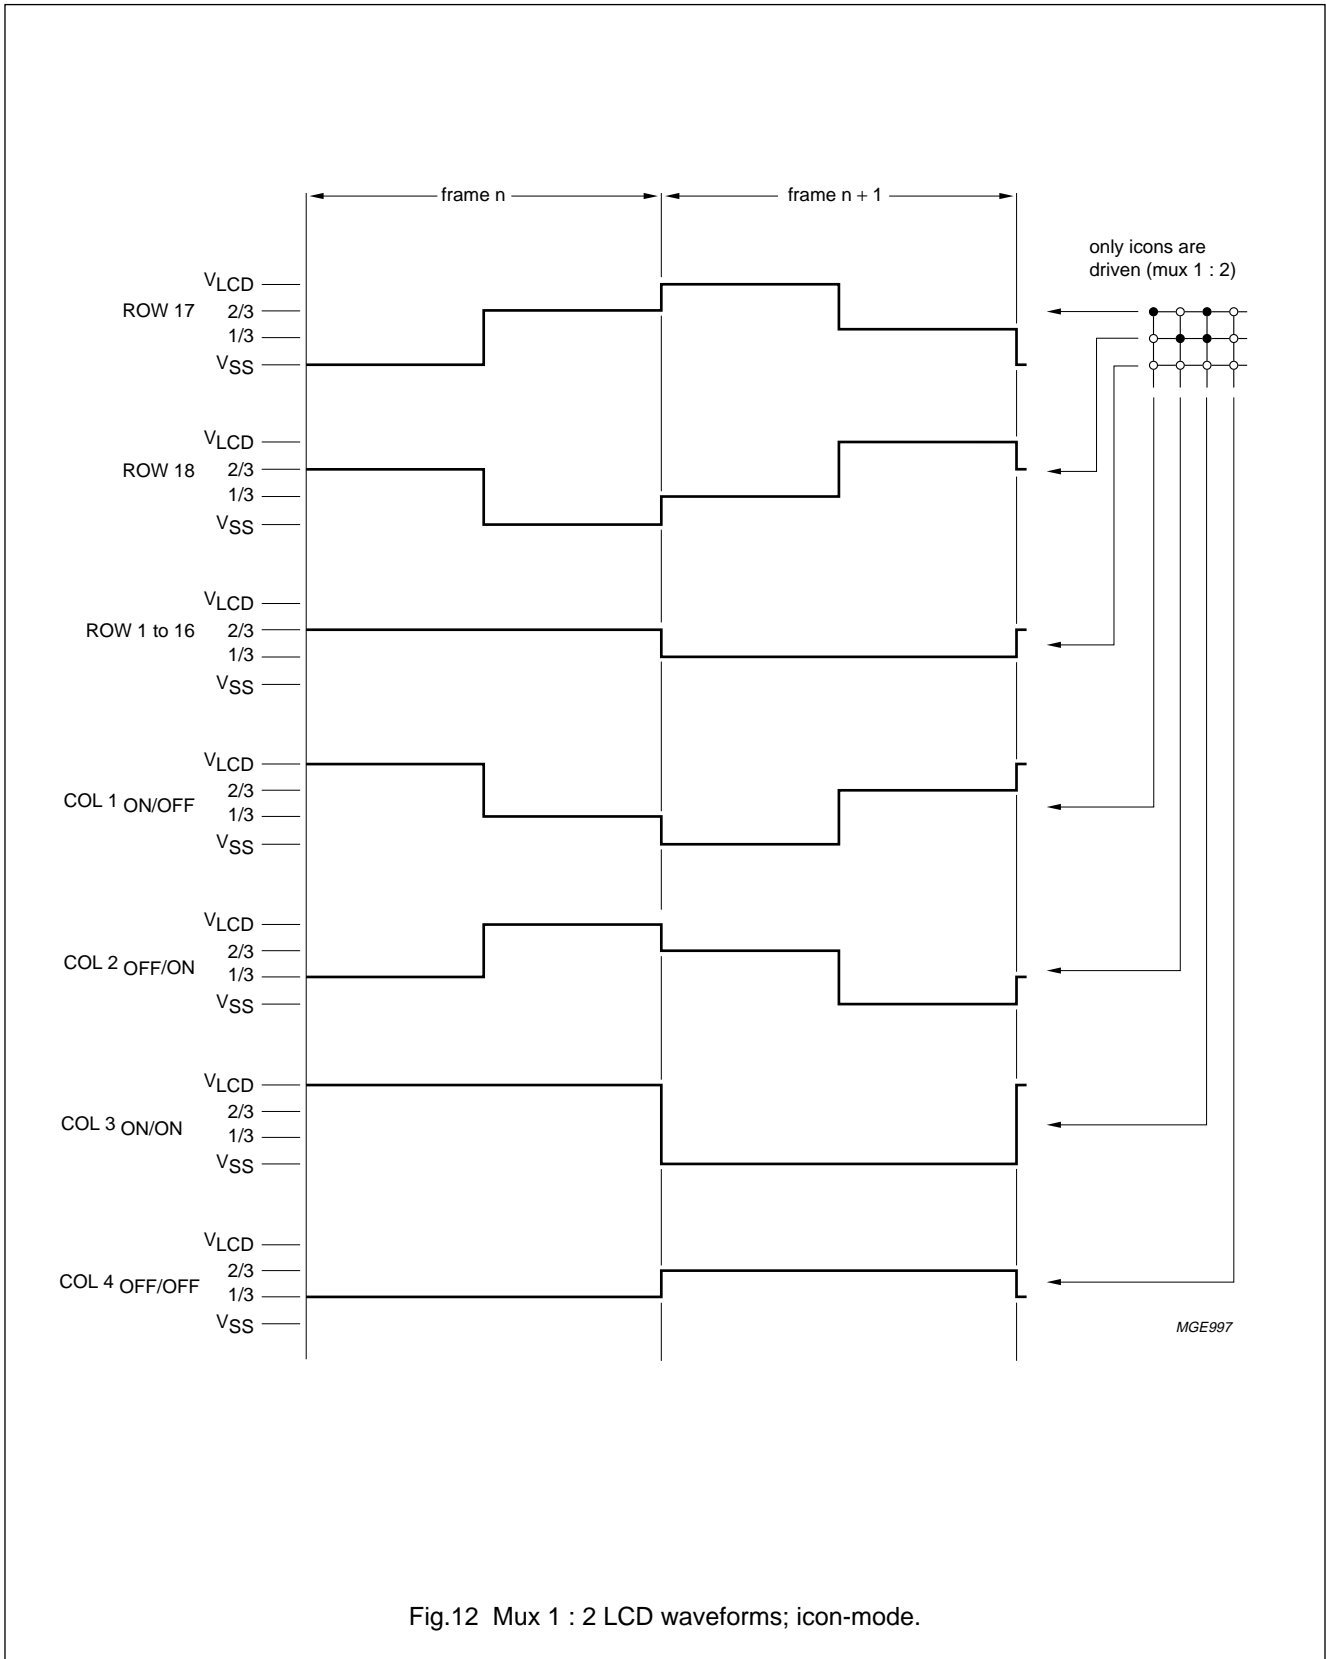 frame n
frame n + 1
only icons are
driven (mux 1 : 2)
VLCD
ROW 17
2/3
1/3
VSS
VLCD
ROW 18
2/3
1/3
VSS
VLCD
ROW 1 to 16
2/3
1/3
VSS
VLCD
2/3
COL 1 ON/OFF
1/3
VSS
VLCD
2/3
COL 2 OFF/ON
1/3
VSS
VLCD
2/3
COL 3 ON/ON
1/3
VSS
VLCD
2/3
COL 4 OFF/OFF
1/3
VSS
MGE997
Fig.12 Mux 1 : 2 LCD waveforms; icon-mode.